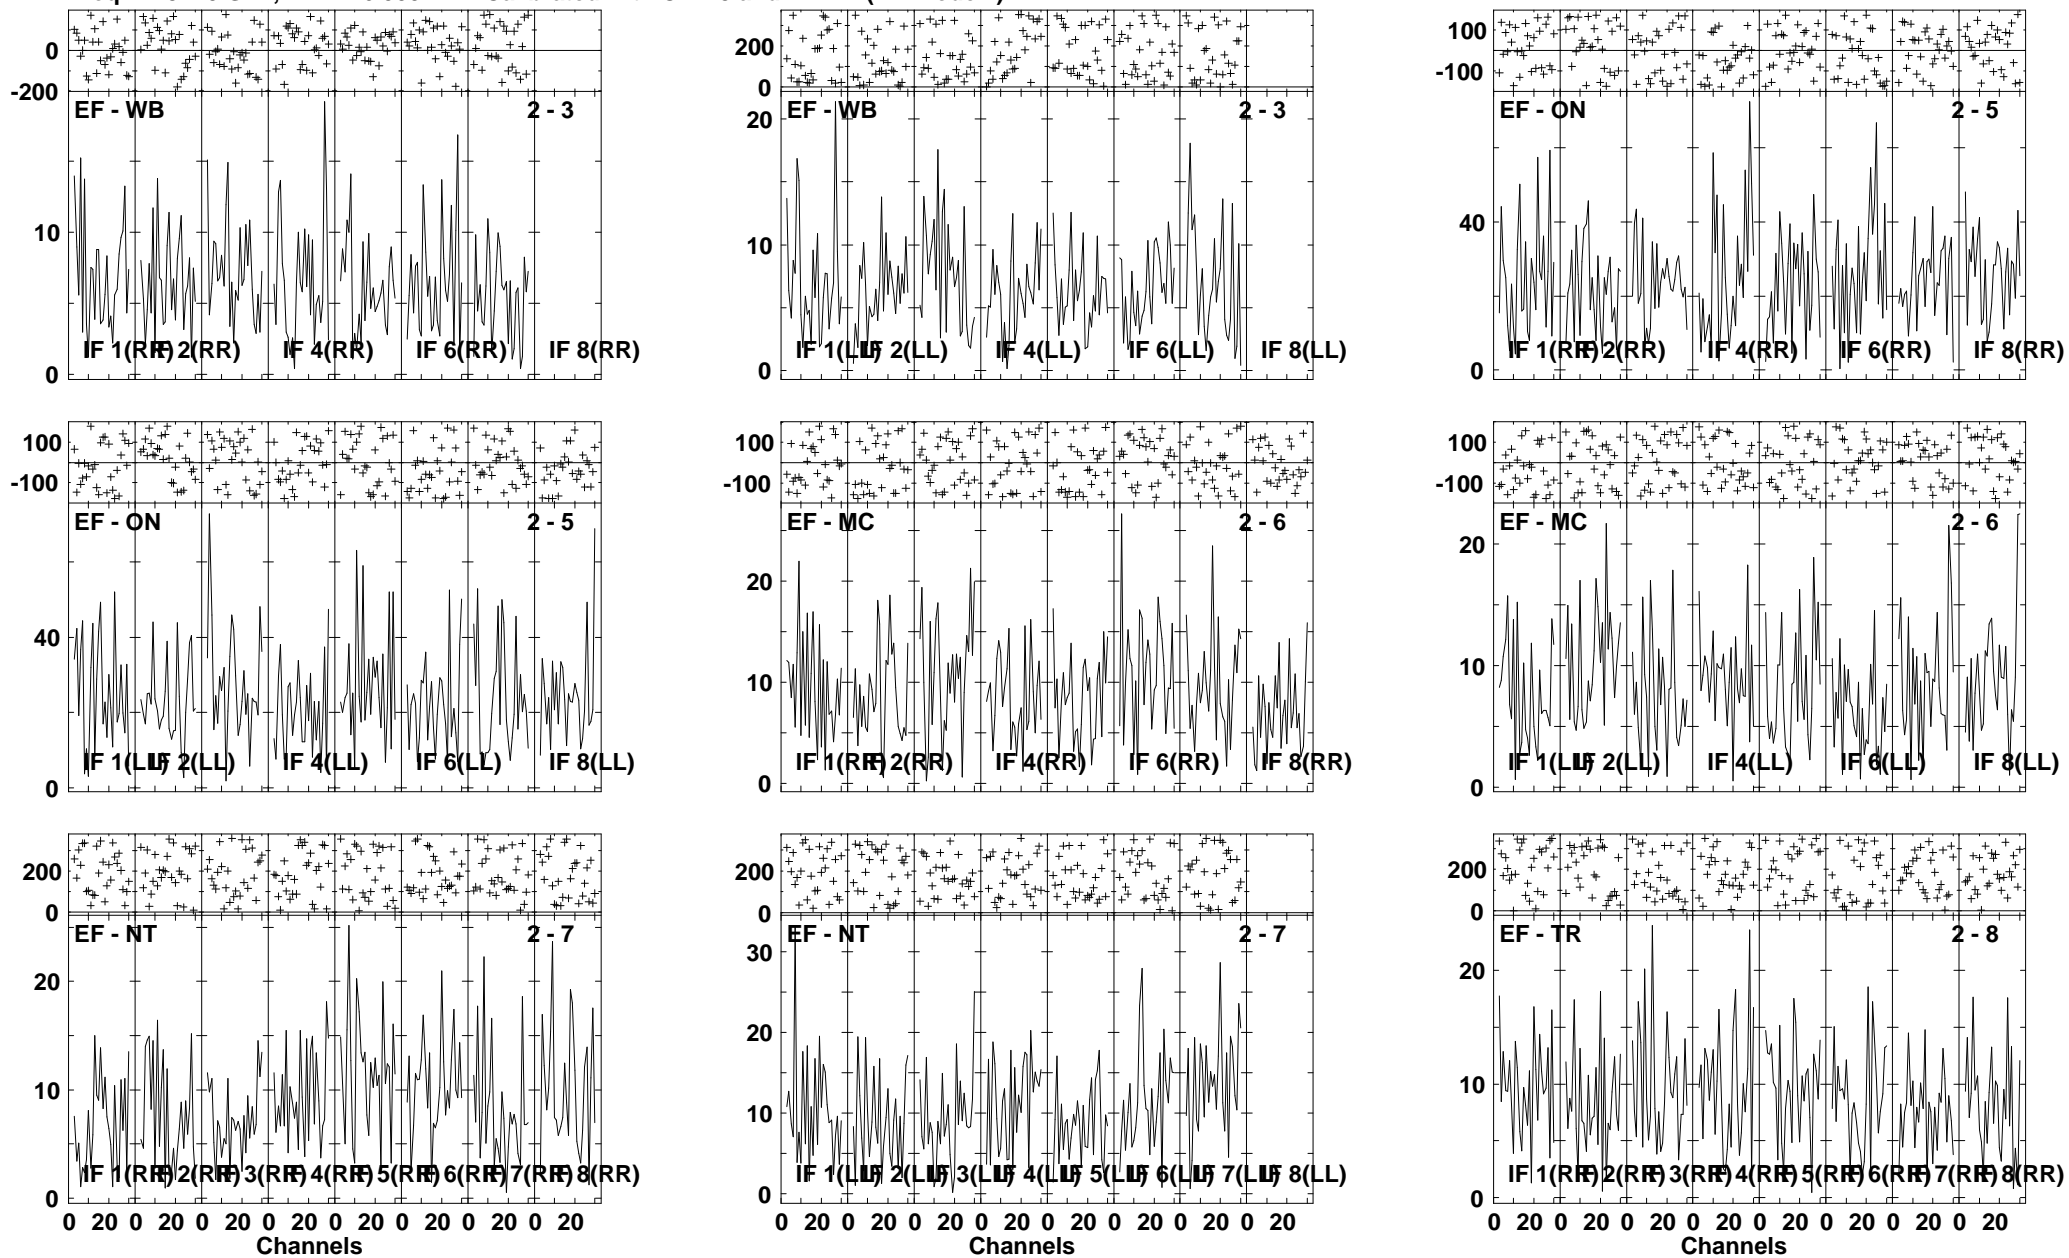 0
-200
EF - WB
2 - 3
10
0
IF 1(RR)
IF 2(RR)
IF 4(RR)
IF 6(RR)
IF 8(RR)
200
0
EF - WB
2 - 3
20
10
0
IF 1(LL)
IF 2(LL)
IF 4(LL)
IF 6(LL)
IF 8(LL)
100
-100
EF - ON
2 - 5
40
0
IF 1(RR)
IF 2(RR)
IF 4(RR)
IF 6(RR)
IF 8(RR)
100
-100
EF - ON
2 - 5
40
0
IF 1(LL)
IF 2(LL)
IF 4(LL)
IF 6(LL)
IF 8(LL)
100
-100
EF - MC
2 - 6
20
10
0
IF 1(RR)
IF 2(RR)
IF 4(RR)
IF 6(RR)
IF 8(RR)
100
-100
EF - MC
2 - 6
20
10
0
IF 1(LL)
IF 2(LL)
IF 4(LL)
IF 6(LL)
IF 8(LL)
200
0
EF - NT
2 - 7
20
10
0
IF 1(RR)
IF 2(RR)
IF 3(RR)
IF 4(RR)
IF 5(RR)
IF 6(RR)
IF 7(RR)
IF 8(RR)
0 20 0 20 0 20 0 20 0 20 0 20 0 20 0 20
Channels
200
0
EF - NT
2 - 7
30
20
10
0
IF 1(LL)
IF 2(LL)
IF 3(LL)
IF 4(LL)
IF 5(LL)
IF 6(LL)
IF 7(LL)
IF 8(LL)
0 20 0 20 0 20 0 20 0 20 0 20 0 20 0 20
Channels
200
0
EF - TR
2 - 8
20
10
0
IF 1(RR)
IF 2(RR)
IF 3(RR)
IF 4(RR)
IF 5(RR)
IF 6(RR)
IF 7(RR)
IF 8(RR)
0 20 0 20 0 20 0 20 0 20 0 20 0 20 0 20
Channels